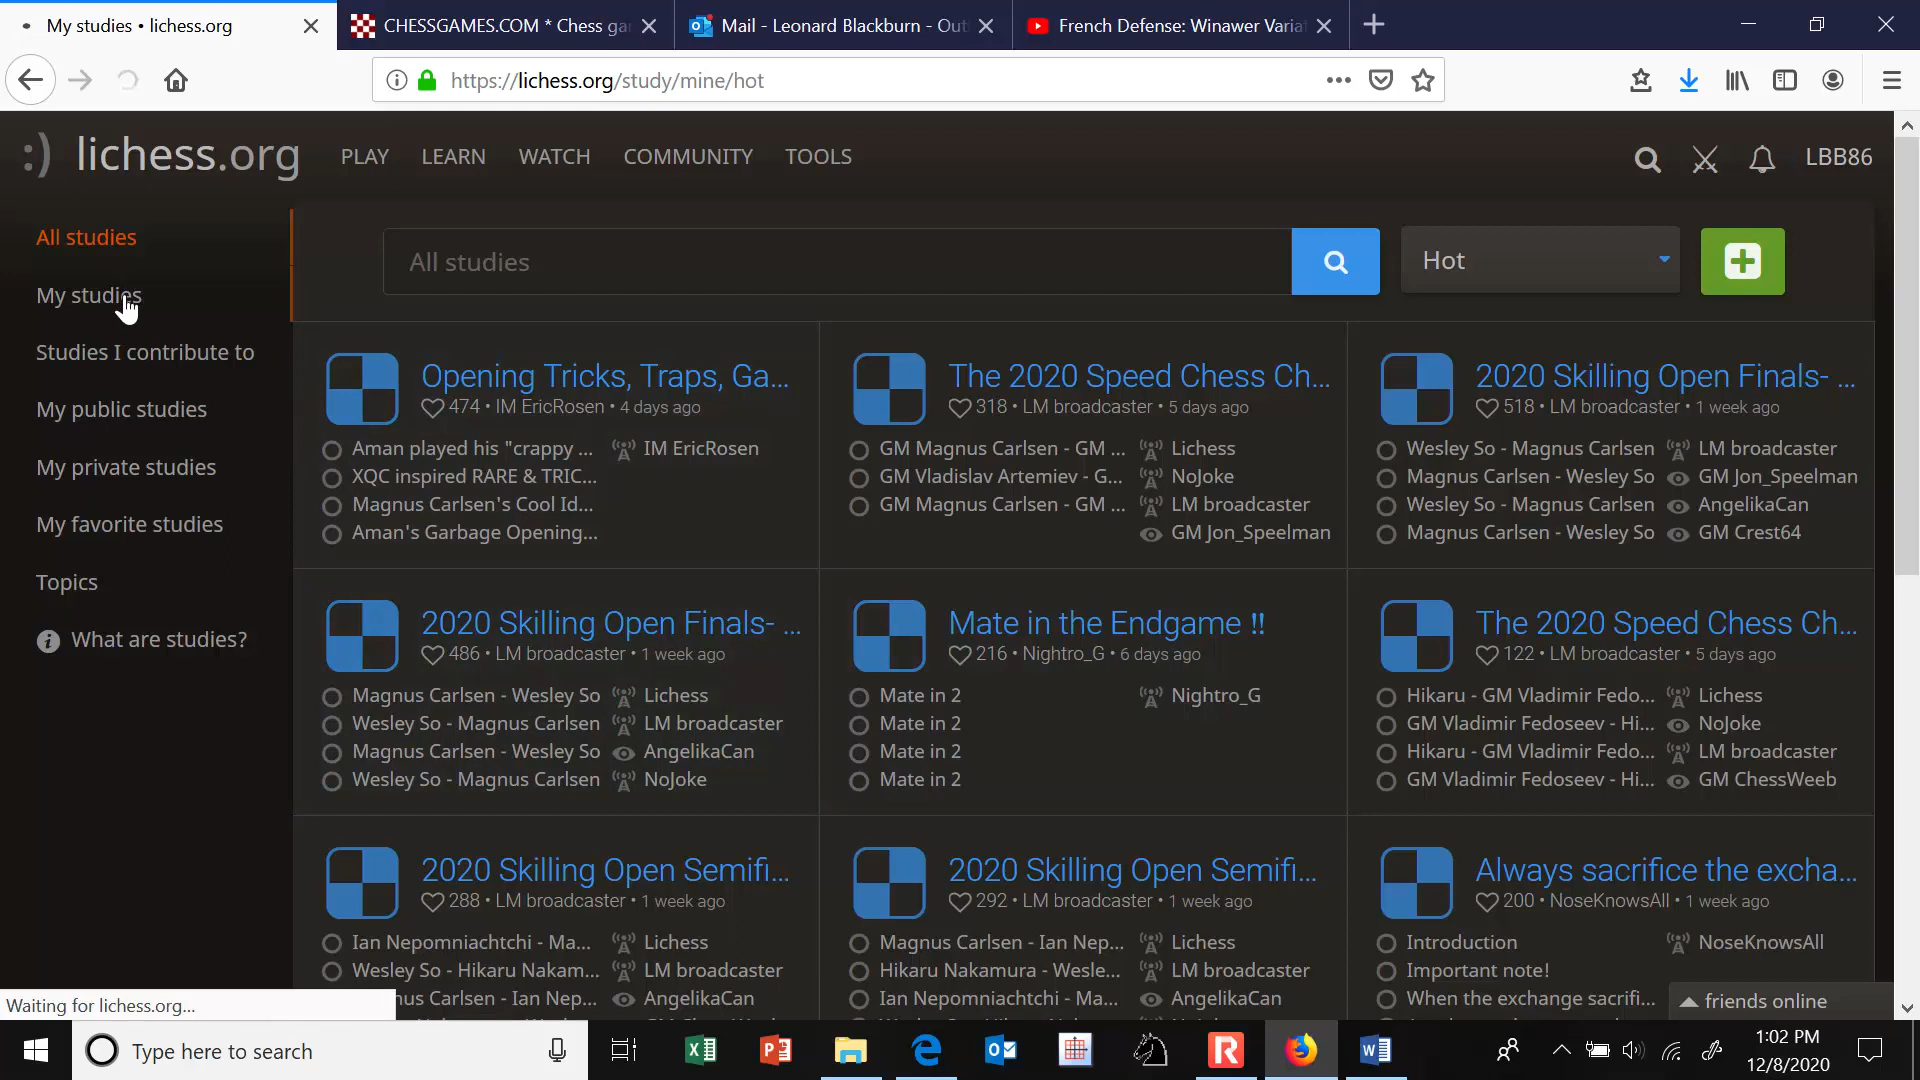 My studies • lichess.org
CHESSGAMES.COM * Chess ga
Mail - Leonard Blackburn - Out
French Defense: Winawer Varia
https://lichess.org/study/mine/hot
:) lichess.org
PLAY
LEARN
WATCH
COMMUNITY
TOOLS
LBB86
All studies
My studies
Studies I contribute to
My public studies
My private studies
My favorite studies
Topics
What are studies?
All studies
Hot
Opening Tricks, Traps, Ga...
474 • IM EricRosen • 4 days ago
Aman played his "crappy ...
XQC inspired RARE & TRIC...
Magnus Carlsen's Cool Id...
Aman's Garbage Opening...
IM EricRosen
The 2020 Speed Chess Ch...
318 • LM broadcaster • 5 days ago
GM Magnus Carlsen - GM ...
GM Vladislav Artemiev - G...
GM Magnus Carlsen - GM ...
Lichess
NoJoke
LM broadcaster
GM Jon_Speelman
2020 Skilling Open Finals- ...
518 • LM broadcaster • 1 week ago
Wesley So - Magnus Carlsen
Magnus Carlsen - Wesley So
Wesley So - Magnus Carlsen
Magnus Carlsen - Wesley So
LM broadcaster
GM Jon_Speelman
AngelikaCan
GM Crest64
2020 Skilling Open Finals- ...
486 • LM broadcaster • 1 week ago
Magnus Carlsen - Wesley So
Wesley So - Magnus Carlsen
Magnus Carlsen - Wesley So
Wesley So - Magnus Carlsen
Lichess
LM broadcaster
AngelikaCan
NoJoke
Mate in the Endgame !!
216 • Nightro_G • 6 days ago
Mate in 2
Mate in 2
Mate in 2
Mate in 2
Nightro_G
The 2020 Speed Chess Ch...
122 • LM broadcaster • 5 days ago
Hikaru - GM Vladimir Fedo...
GM Vladimir Fedoseev - Hi...
Hikaru - GM Vladimir Fedo...
GM Vladimir Fedoseev - Hi...
Lichess
NoJoke
LM broadcaster
GM ChessWeeb
2020 Skilling Open Semifi...
288 • LM broadcaster • 1 week ago
Ian Nepomniachtchi - Ma...
Wesley So - Hikaru Nakam...
nus Carlsen - Ian Nep...
Lichess
LM broadcaster
AngelikaCan
2020 Skilling Open Semifi...
292 • LM broadcaster • 1 week ago
Magnus Carlsen - Ian Nep...
Hikaru Nakamura - Wesle...
Ian Nepomniachtchi - Ma...
Lichess
LM broadcaster
AngelikaCan
Always sacrifice the excha...
200 • NoseKnowsAll • 1 week ago
Introduction
Important note!
When the exchange sacrifi...
NoseKnowsAll
friends online
Waiting for lichess.org...
Type here to search
1:02 PM
12/8/2020